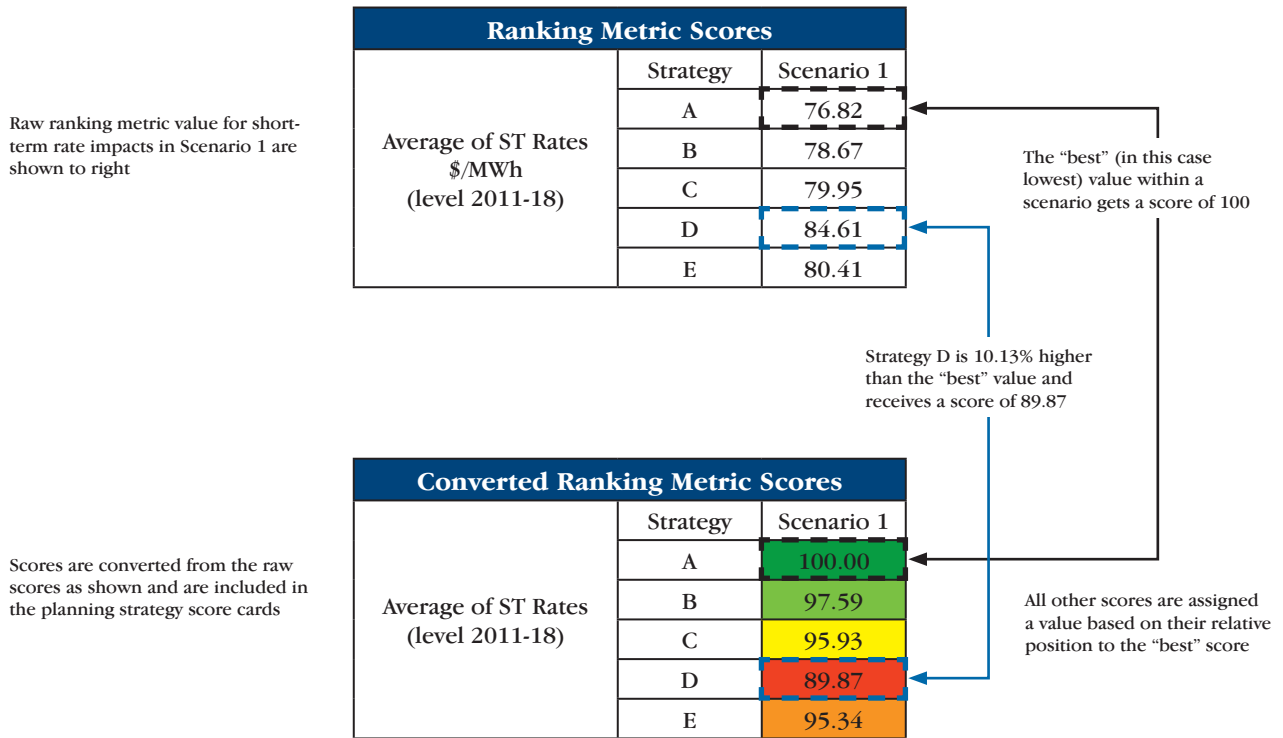 Ranking Metric Scores
Raw ranking metric value for short-
term rate impacts in Scenario 1 are
shown to right
Average of ST Rates
$/MWh
(level 2011-18)
Strategy Scenario 1
A 76.82
B 78.67
C 79.95
D 84.61
E 80.41
The “best” (in this case
lowest) value within a
scenario gets a score of 100
Strategy D is 10.13% higher
than the “best” value and
receives a score of 89.87
Converted Ranking Metric Scores
Scores are converted from the raw
scores as shown and are included in
the planning strategy score cards
Average of ST Rates
(level 2011-18)
Strategy Scenario 1
A 100.00
B 97.59
C 95.93
D 89.87
E 95.34
All other scores are assigned
a value based on their relative
position to the “best” score